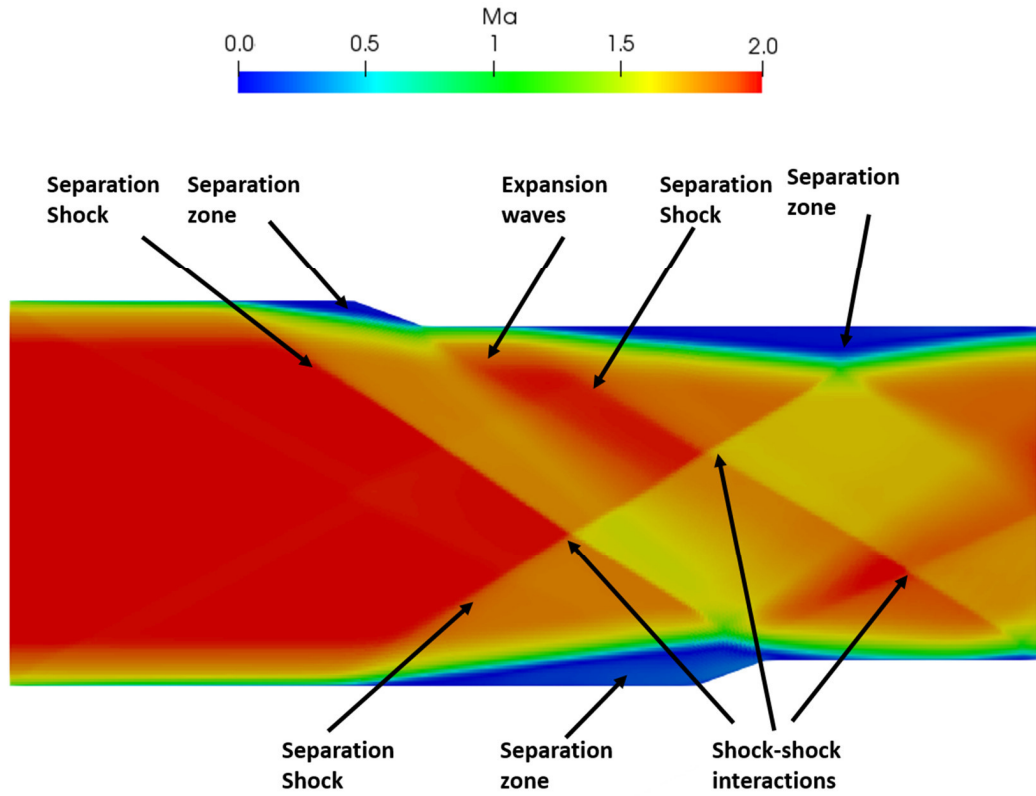 Ma
0.0 0.5 1 1.5 2.0
Separation
Shock
Separation
zone
Expansion
waves
Separation
Shock
Separation
zone
Separation
Shock
Separation
zone
Shock-shock
interactions